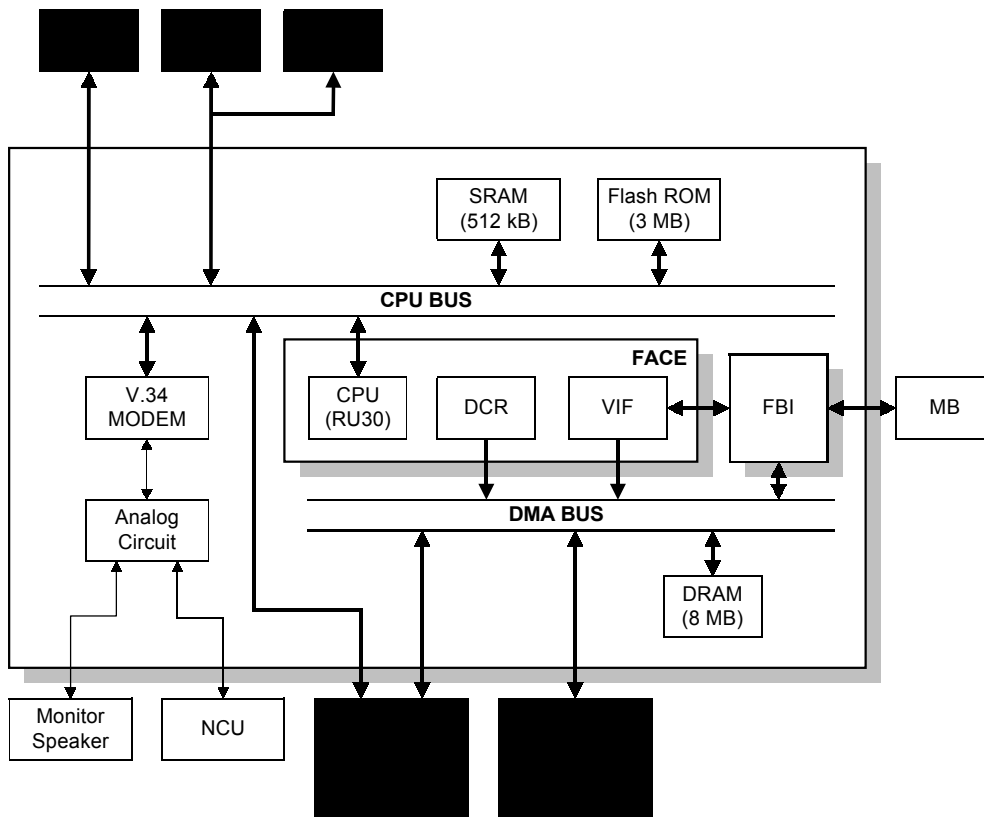 SRAM
(512 kB)
Flash ROM
(3 MB)
CPU BUS
FACE
V.34
MODEM
CPU
(RU30)
DCR
VIF
FBI
MB
Analog
Circuit
DMA BUS
DRAM
(8 MB)
Monitor
Speaker
NCU